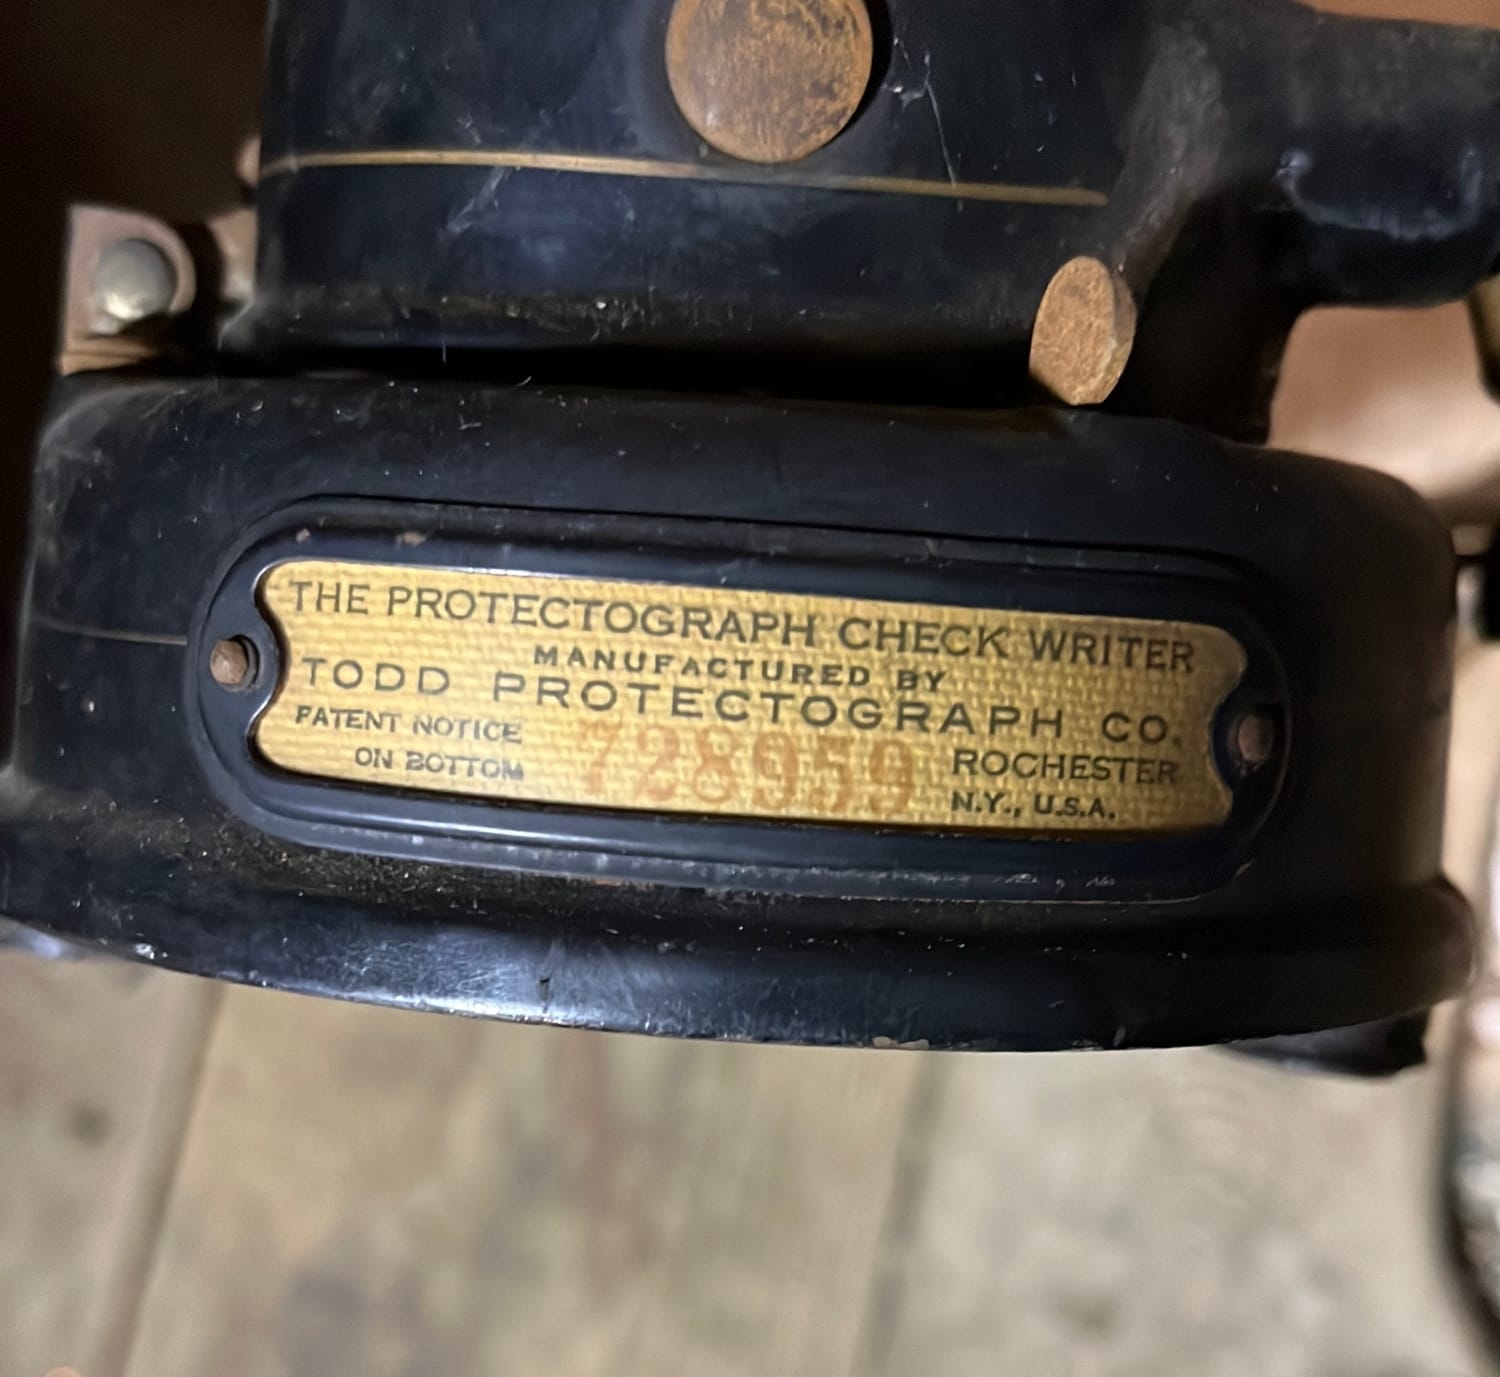 THE PROTECTOGRAPH CHECK WRITER
MANUFACTURED BY
TODD PROTECTOGRAPH CO.
PATENT NOTICE
ON BOTTOM
728959
ROCHESTER
N.Y., U.S.A.